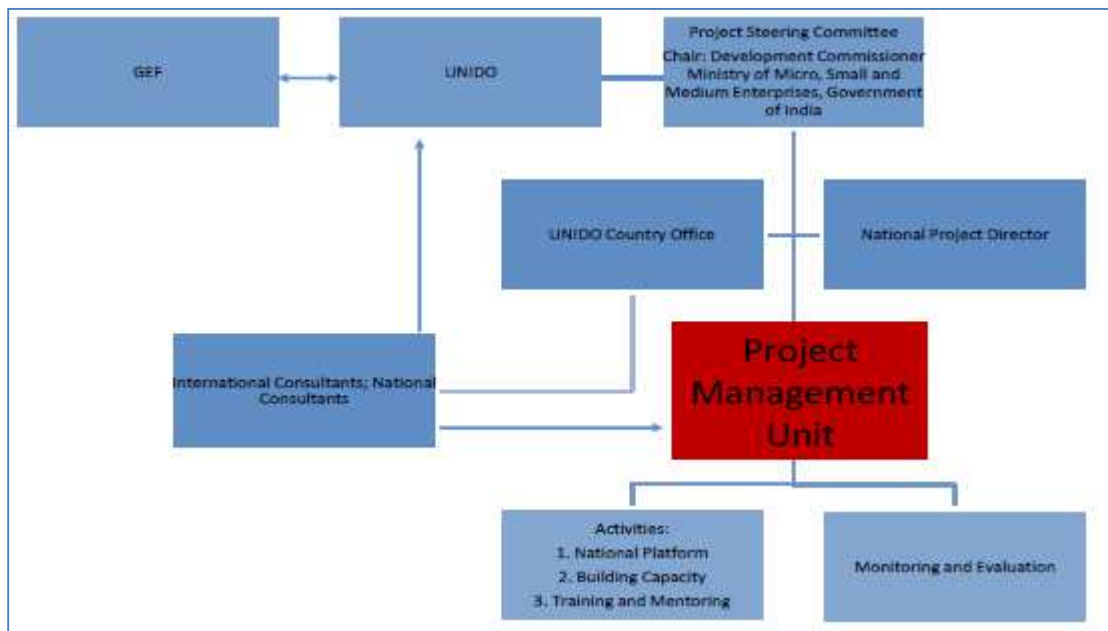 GEF
UNIDO
Project Steering Committee
Chair: Development Commissioner
Ministry of Micro, Small and
Medium Enterprises, Government
of India
UNIDO Country Office
National Project Director
International Consultants; National
Consultants
Project
Management
Unit
Activities:
1. National Platform
2. Building Capacity
3. Training and Mentoring
Monitoring and Evaluation